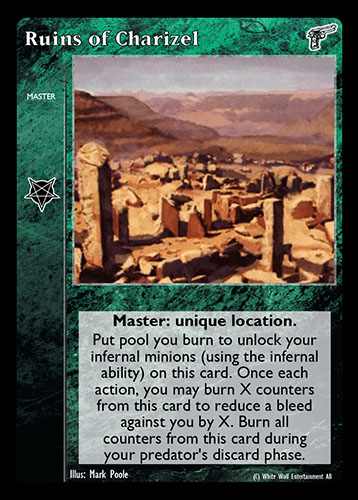 Ruins of Charizel
MASTER
Master: unique location.
Put pool you burn to unlock your
infernal minions (using the infernal
ability) on this card. Once each
action, you may burn X counters
from this card to reduce a bleed
against you by X. Burn all
counters from this card during
your predator's discard phase.
Illus: Mark Poole
(C) White Wolf Entertainment AB